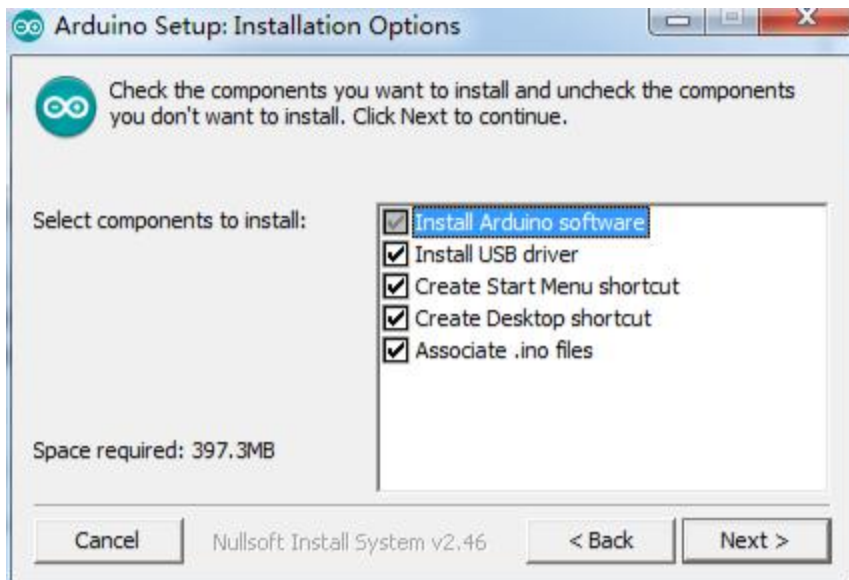 Arduino Setup: Installation Options
Check the components you want to install and uncheck the components
you don't want to install. Click Next to continue.
Select components to install:
Install Arduino software
Install USB driver
Create Start Menu shortcut
Create Desktop shortcut
Associate .ino files
Space required: 397.3MB
Cancel
Nullsoft Install System v2.46
< Back
Next >